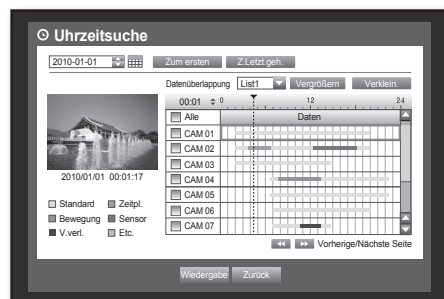 Uhrzeitsuche
2010-01-01 Zum ersten Z.Letzt.geh.
Datenüberlappung List1 Vergrößern Verklein.
00:01 0 12 24
Alle Daten
CAM 01
CAM 02
CAM 03
CAM 04
CAM 05
CAM 06
CAM 07
2010/01/01 00:01:17
Standard Zeitpl.
Bewegung Sensor
V.verl. Etc.
Vorherige/Nächste Seite
Wiedergabe Zurück